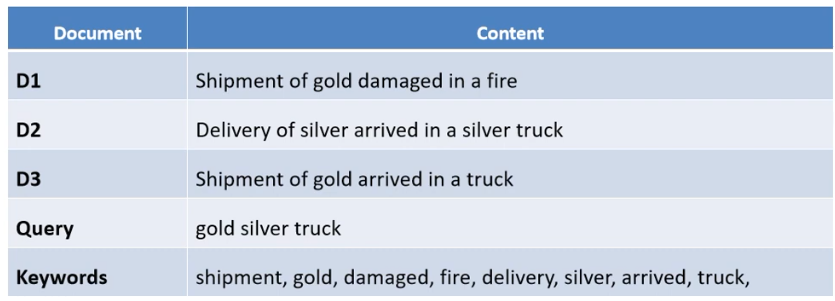 Document Content
D1 Shipment of gold damaged in a fire
D2 Delivery of silver arrived in a silver truck
D3 Shipment of gold arrived in a truck
Query gold silver truck
Keywords shipment, gold, damaged, fire, delivery, silver, arrived, truck,